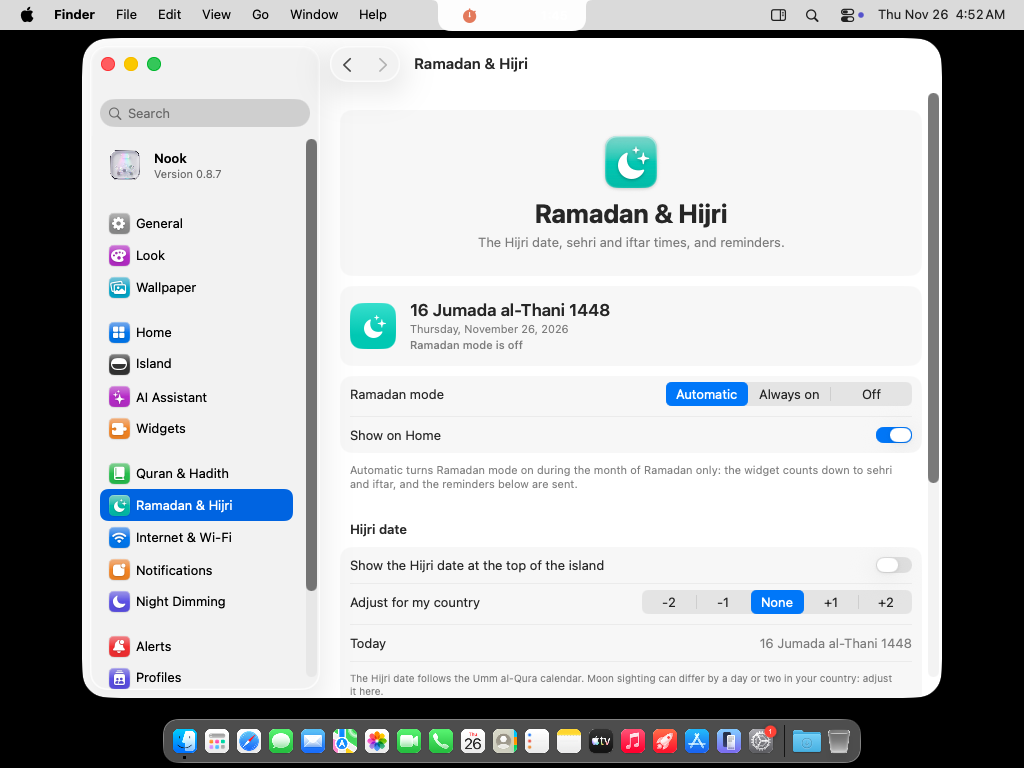 Finder File Edit View Go Window Help Thu Nov 26 4:52 AM
Ramadan & Hijri
Search
Nook
Version 0.8.7
General
Look
Wallpaper
Home
Island
AI Assistant
Widgets
Quran & Hadith
Ramadan & Hijri
Internet & Wi-Fi
Notifications
Night Dimming
Alerts
Profiles
Ramadan & Hijri
The Hijri date, sehri and iftar times, and reminders.
16 Jumada al-Thani 1448
Thursday, November 26, 2026
Ramadan mode is off
Ramadan mode Automatic Always on Off
Show on Home
Automatic turns Ramadan mode on during the month of Ramadan only: the widget counts down to sehri
and iftar, and the reminders below are sent.
Hijri date
Show the Hijri date at the top of the island
Adjust for my country -2 -1 None +1 +2
Today 16 Jumada al-Thani 1448
The Hijri date follows the Umm al-Qura calendar. Moon sighting can differ by a day or two in your country: adjust
it here.
Thu
26
tv
1